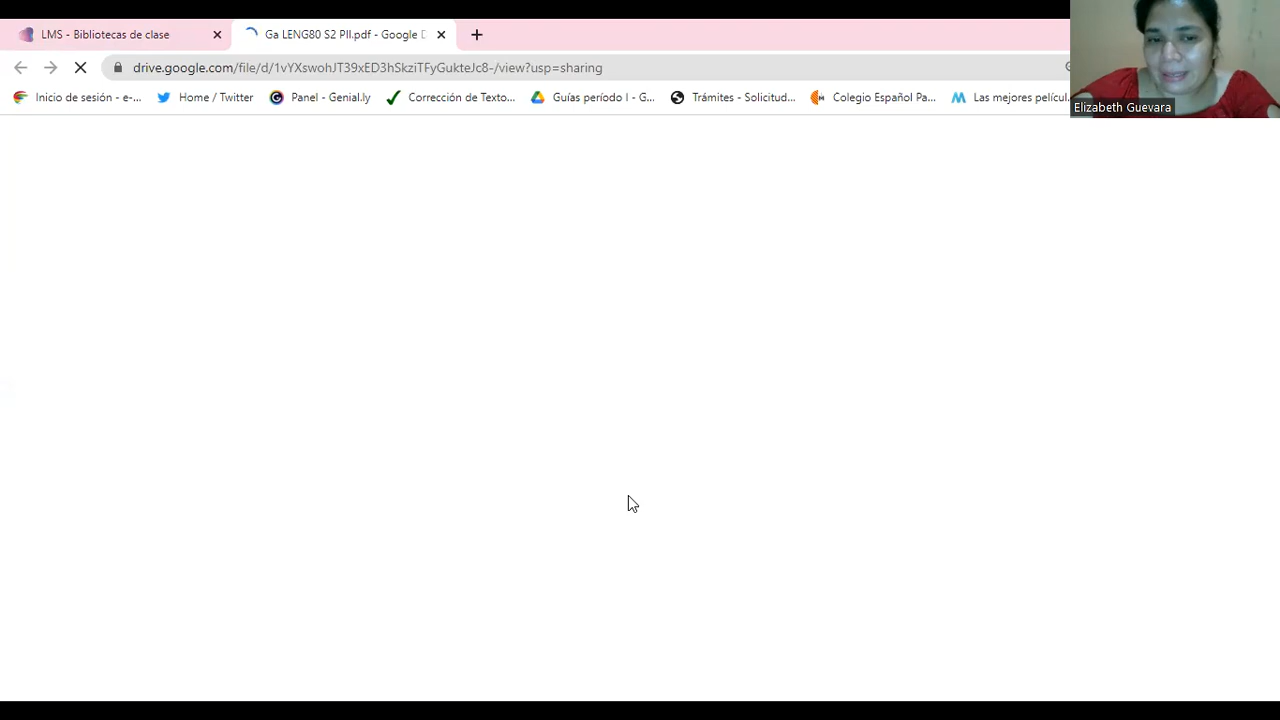 LMS - Bibliotecas de clase
Ga LENG80 S2 PII.pdf - Google D
drive.google.com/file/d/1vYXswohJT39xED3hSkziTFyGukteJc8-/view?usp=sharing
Inicio de sesión - e-... Home / Twitter Panel - Genial.ly Corrección de Texto... Guías período I - G... Trámites - Solicitud... Colegio Español Pa... Las mejores pelícu
Elizabeth Guevara